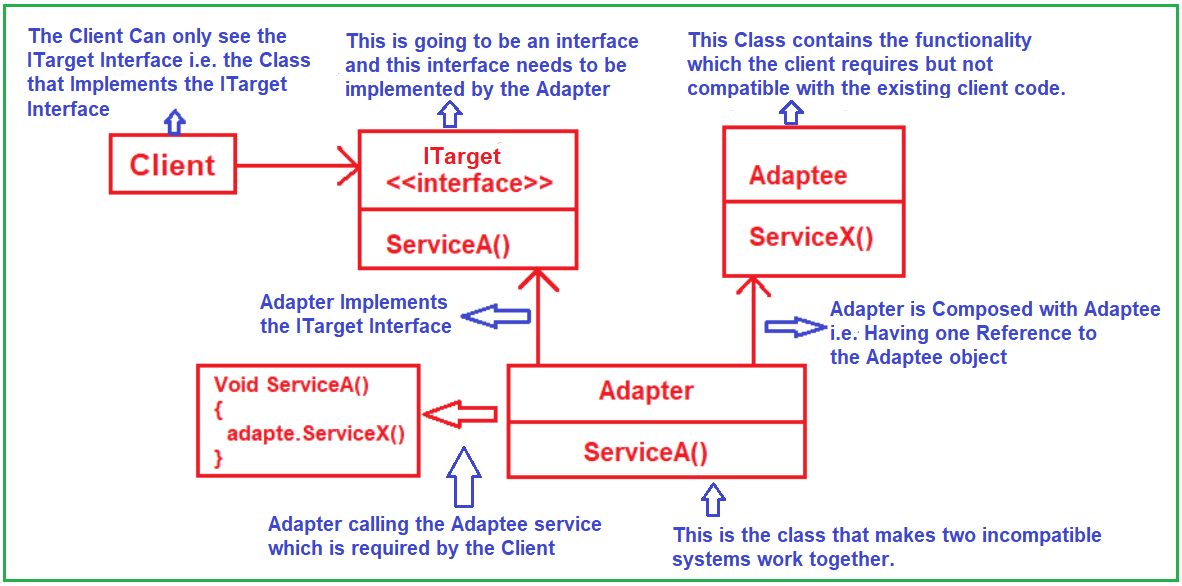 The Client Can only see the
ITarget Interface i.e. the Class
that Implements the ITarget
Interface
This is going to be an interface
and this interface needs to be
implemented by the Adapter
This Class contains the functionality
which the client requires but not
compatible with the existing client code.
Client
ITarget
<<interface>>
ServiceA()
Adaptee
ServiceX()
Adapter Implements
the ITarget Interface
Adapter is Composed with Adaptee
i.e. Having one Reference to
the Adaptee object
Void ServiceA()
{
adapte.ServiceX()
}
Adapter
ServiceA()
Adapter calling the Adaptee service
which is required by the Client
This is the class that makes two incompatible
systems work together.